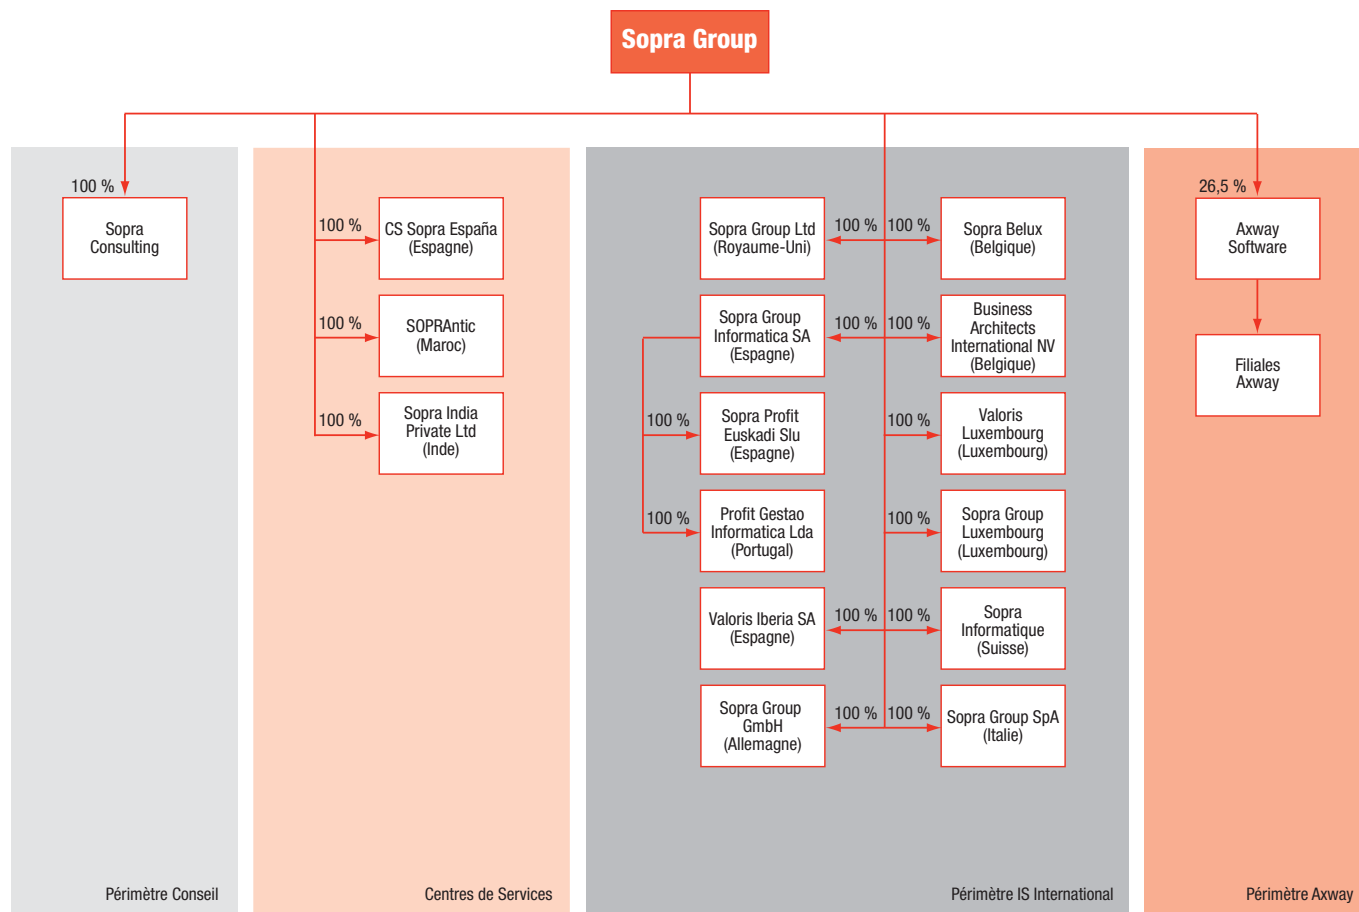 Sopra Group
100 %
Sopra
Consulting
Périmètre Conseil
100 %
CS Sopra España
(Espagne)
100 %
SOPRAntic
(Maroc)
100 %
Sopra India
Private Ltd
(Inde)
Centres de Services
Sopra Group Ltd
(Royaume-Uni)
100 %
100 %
Sopra Belux
(Belgique)
Sopra Group
Informatica SA
(Espagne)
100 %
100 %
Business
Architects
International NV
(Belgique)
100 %
Sopra Profit
Euskadi Slu
(Espagne)
100 %
Valoris
Luxembourg
(Luxembourg)
100 %
Profit Gestao
Informatica Lda
(Portugal)
100 %
Sopra Group
Luxembourg
(Luxembourg)
Valoris Iberia SA
(Espagne)
100 %
100 %
Sopra
Informatique
(Suisse)
Sopra Group
GmbH
(Allemagne)
100 %
100 %
Sopra Group SpA
(Italie)
Périmètre IS International
26,5 %
Axway
Software
Filiales
Axway
Périmètre Axway